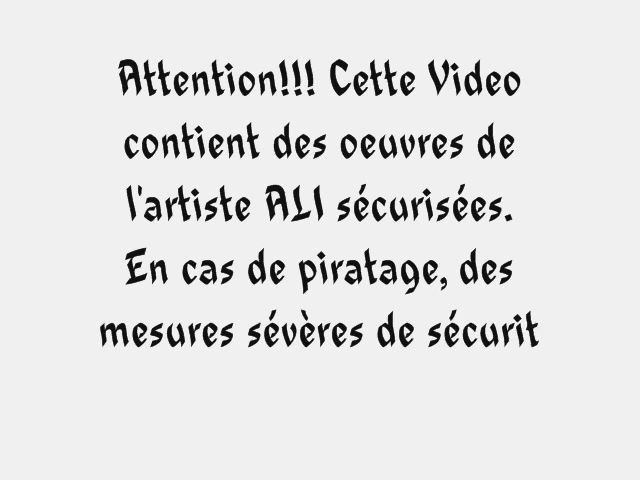 Attention!!! Cette Video
contient des oeuvres de
l'artiste ALI sécurisées.
En cas de piratage, des
mesures sévères de sécurit